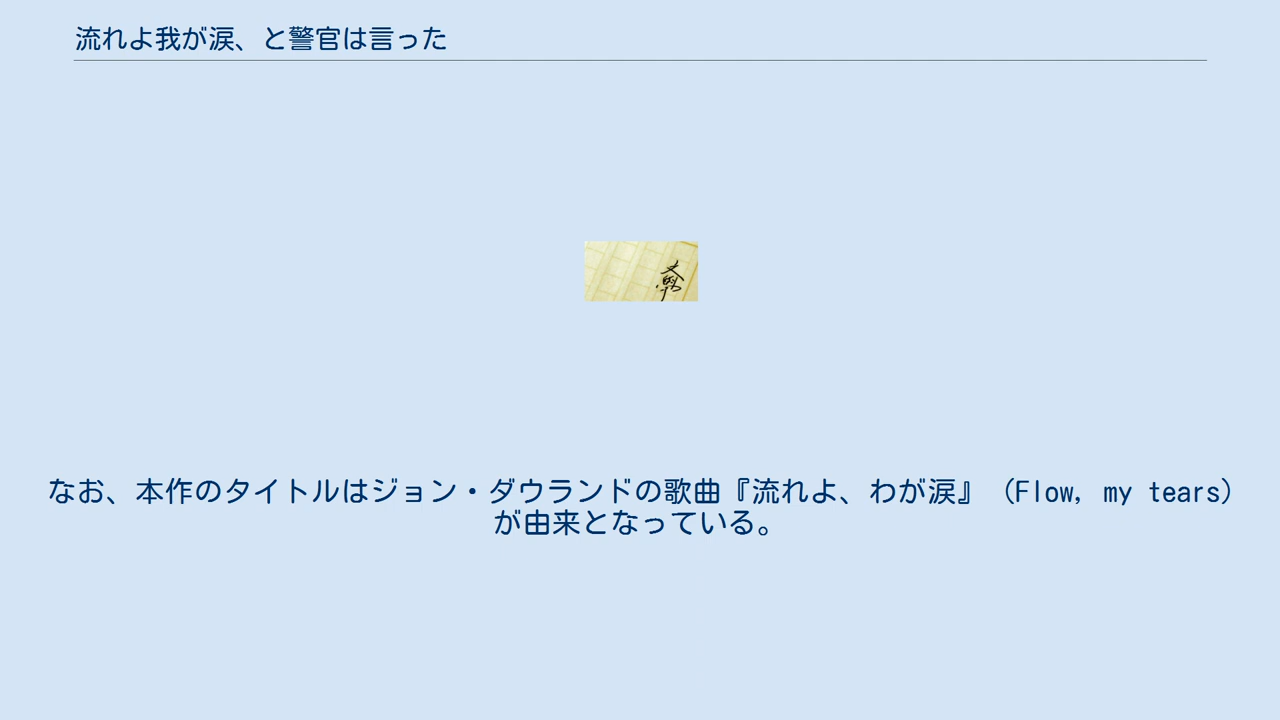 流れよ我が涙、と警官は言った
なお、本作のタイトルはジョン・ダウランドの歌曲『流れよ、わが涙』（Flow, my tears）
が由来となっている。